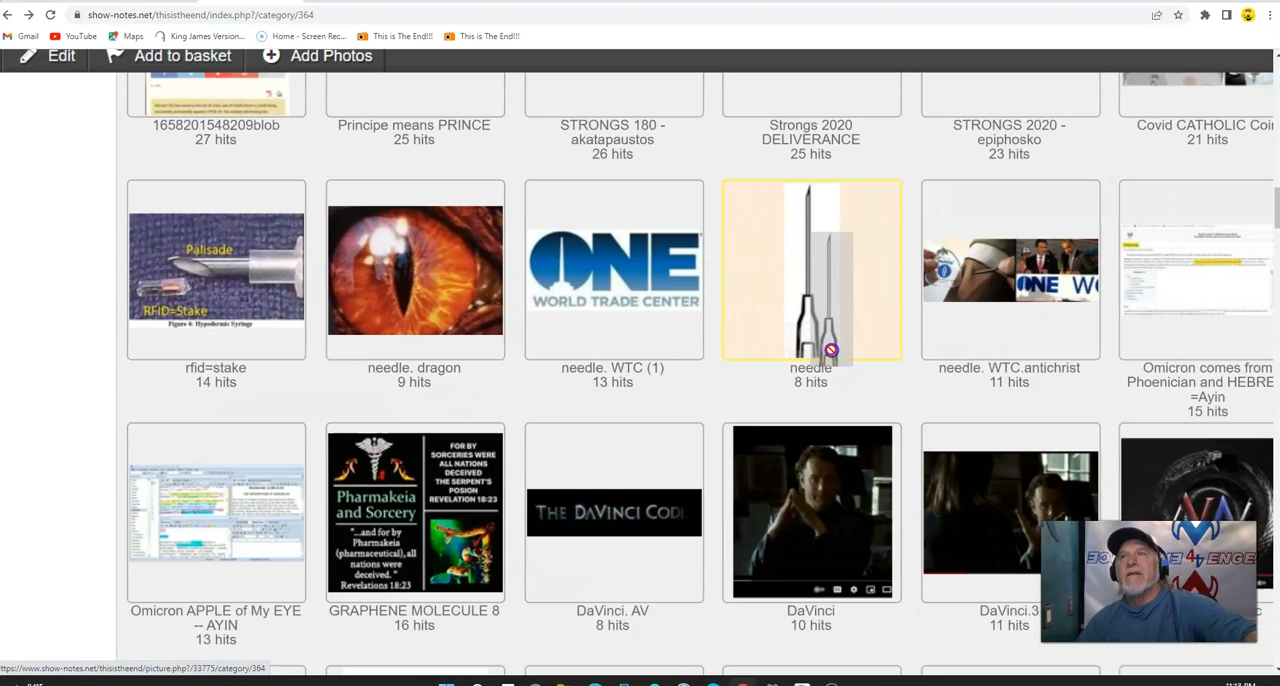 show-notes.net/thisistheend/index.php?/category/364
Gmail YouTube Maps King James Version... Home - Screen Rec... This is The End!!! This is The End!!!
Edit Add to basket Add Photos
1658201548209blob
27 hits
Principe means PRINCE
25 hits
STRONGS 180 -
akatapaustos
26 hits
Strongs 2020
DELIVERANCE
25 hits
STRONGS 2020 -
epiphosko
23 hits
Covid CATHOLIC Coi
21 hits
Palisade
RFID=Stake
Figure 4: Hypodermic Syringe
ONE
WORLD TRADE CENTER
ONE W
rfid=stake
14 hits
needle. dragon
9 hits
needle. WTC (1)
13 hits
needle
8 hits
needle. WTC.antichrist
11 hits
Omicron comes from
Phoenician and HEBRE
=Ayin
15 hits
Pharmakeia
and Sorcery
"...and for by
Pharmakeia
(pharmaceutical),all
nations were
deceived."
Revelations 18:23
FOR BY
SORCERIES WERE
ALL NATIONS
DECEIVED
THE SERPENT'S
POSION
REVELATION 18:23
THE DAVINCI CODE
Omicron APPLE of My EYE
-- AYIN
13 hits
GRAPHENE MOLECULE 8
16 hits
DaVinci. AV
8 hits
DaVinci
10 hits
DaVinci.3
11 hits
https://www.show-notes.net/thisistheend/picture.php?/33775/category/364